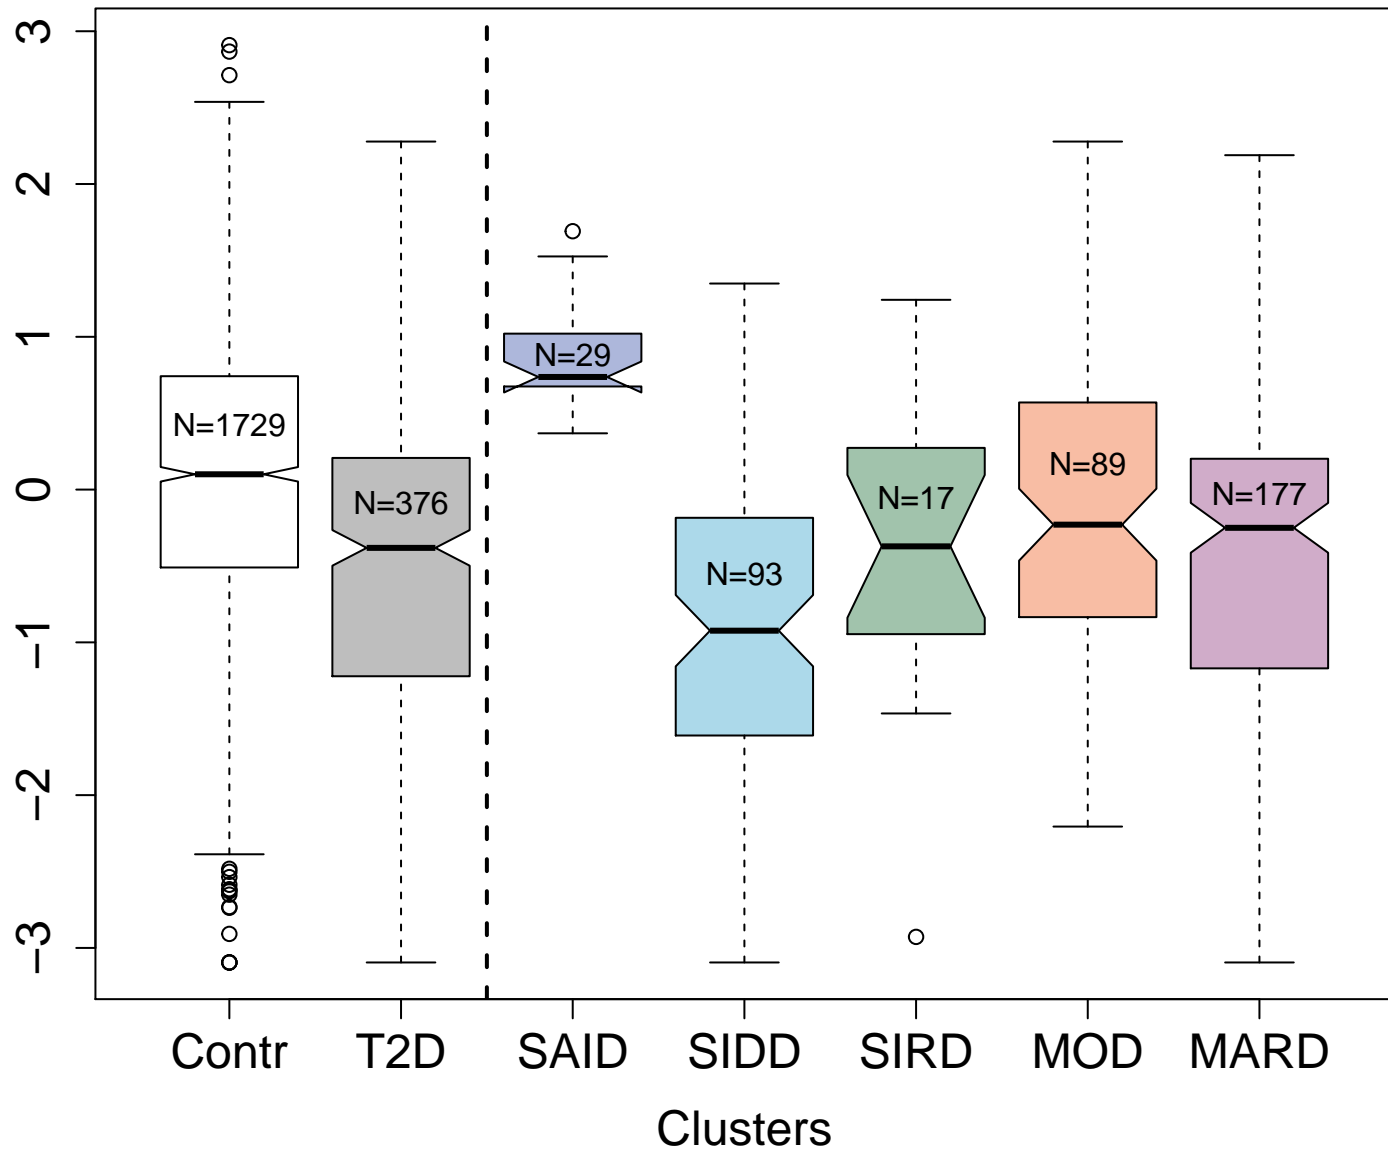 3
2
1
0
−1
−2
−3
N=1729
N=376
N=29
N=93
N=17
N=89
N=177
Contr T2D SAID SIDD SIRD MOD MARD
Clusters